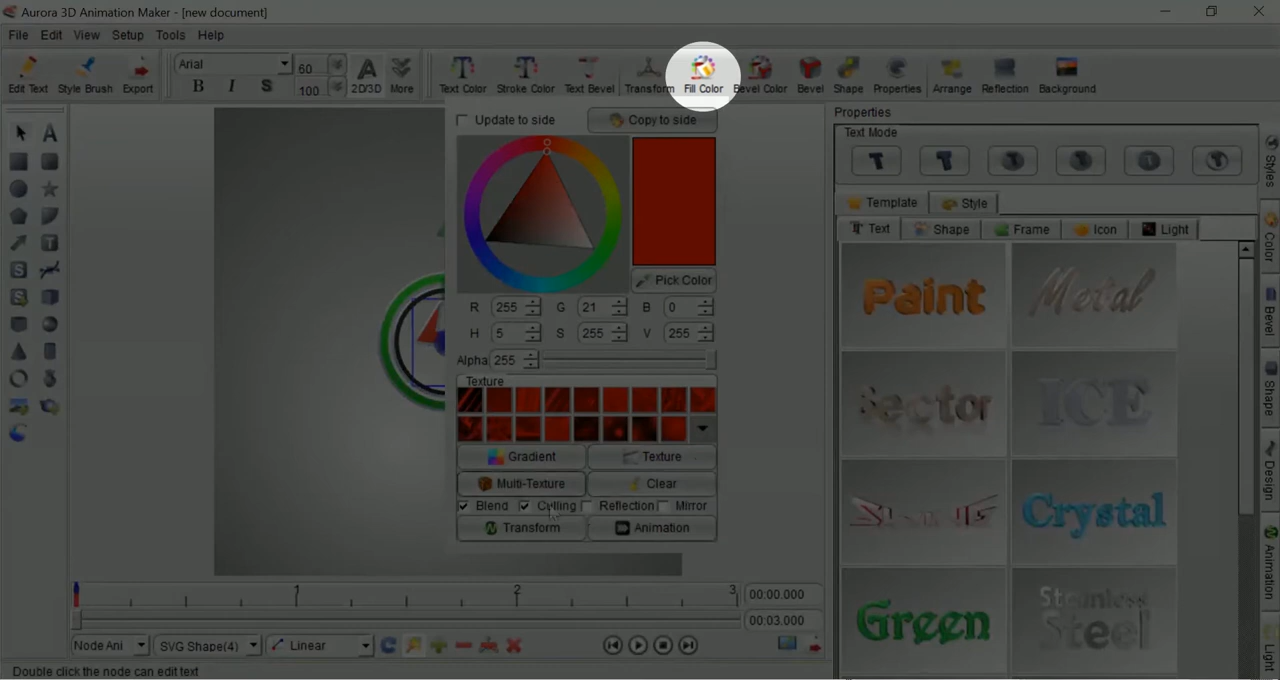 Aurora 3D Animation Maker - [new document]
File Edit View Setup Tools Help
Arial 60
B I S 100
Edit Text Style Brush Export 2D/3D More Text Color Stroke Color Text Bevel Transform Fill Color Bevel Color Bevel Shape Properties Arrange Reflection Background
Update to side Copy to side
Pick Color
R 255 G 21 B 0
H 5 S 255 V 255
Alpha: 255
Texture
Gradient Texture
Multi-Texture Clear
Blend Culling Reflection Mirror
Transform Animation
Properties
Text Mode
Template Style
Text Shape Frame Icon Light
Paint Metal
Sector ICE
Crystal
Green Stainless Steel
Styles
Color
Bevel
Shape
Design
Animation
Light
1 2 3 00:00.000
00:03.000
Node Ani SVG Shape(4) Linear
Double click the node can edit text